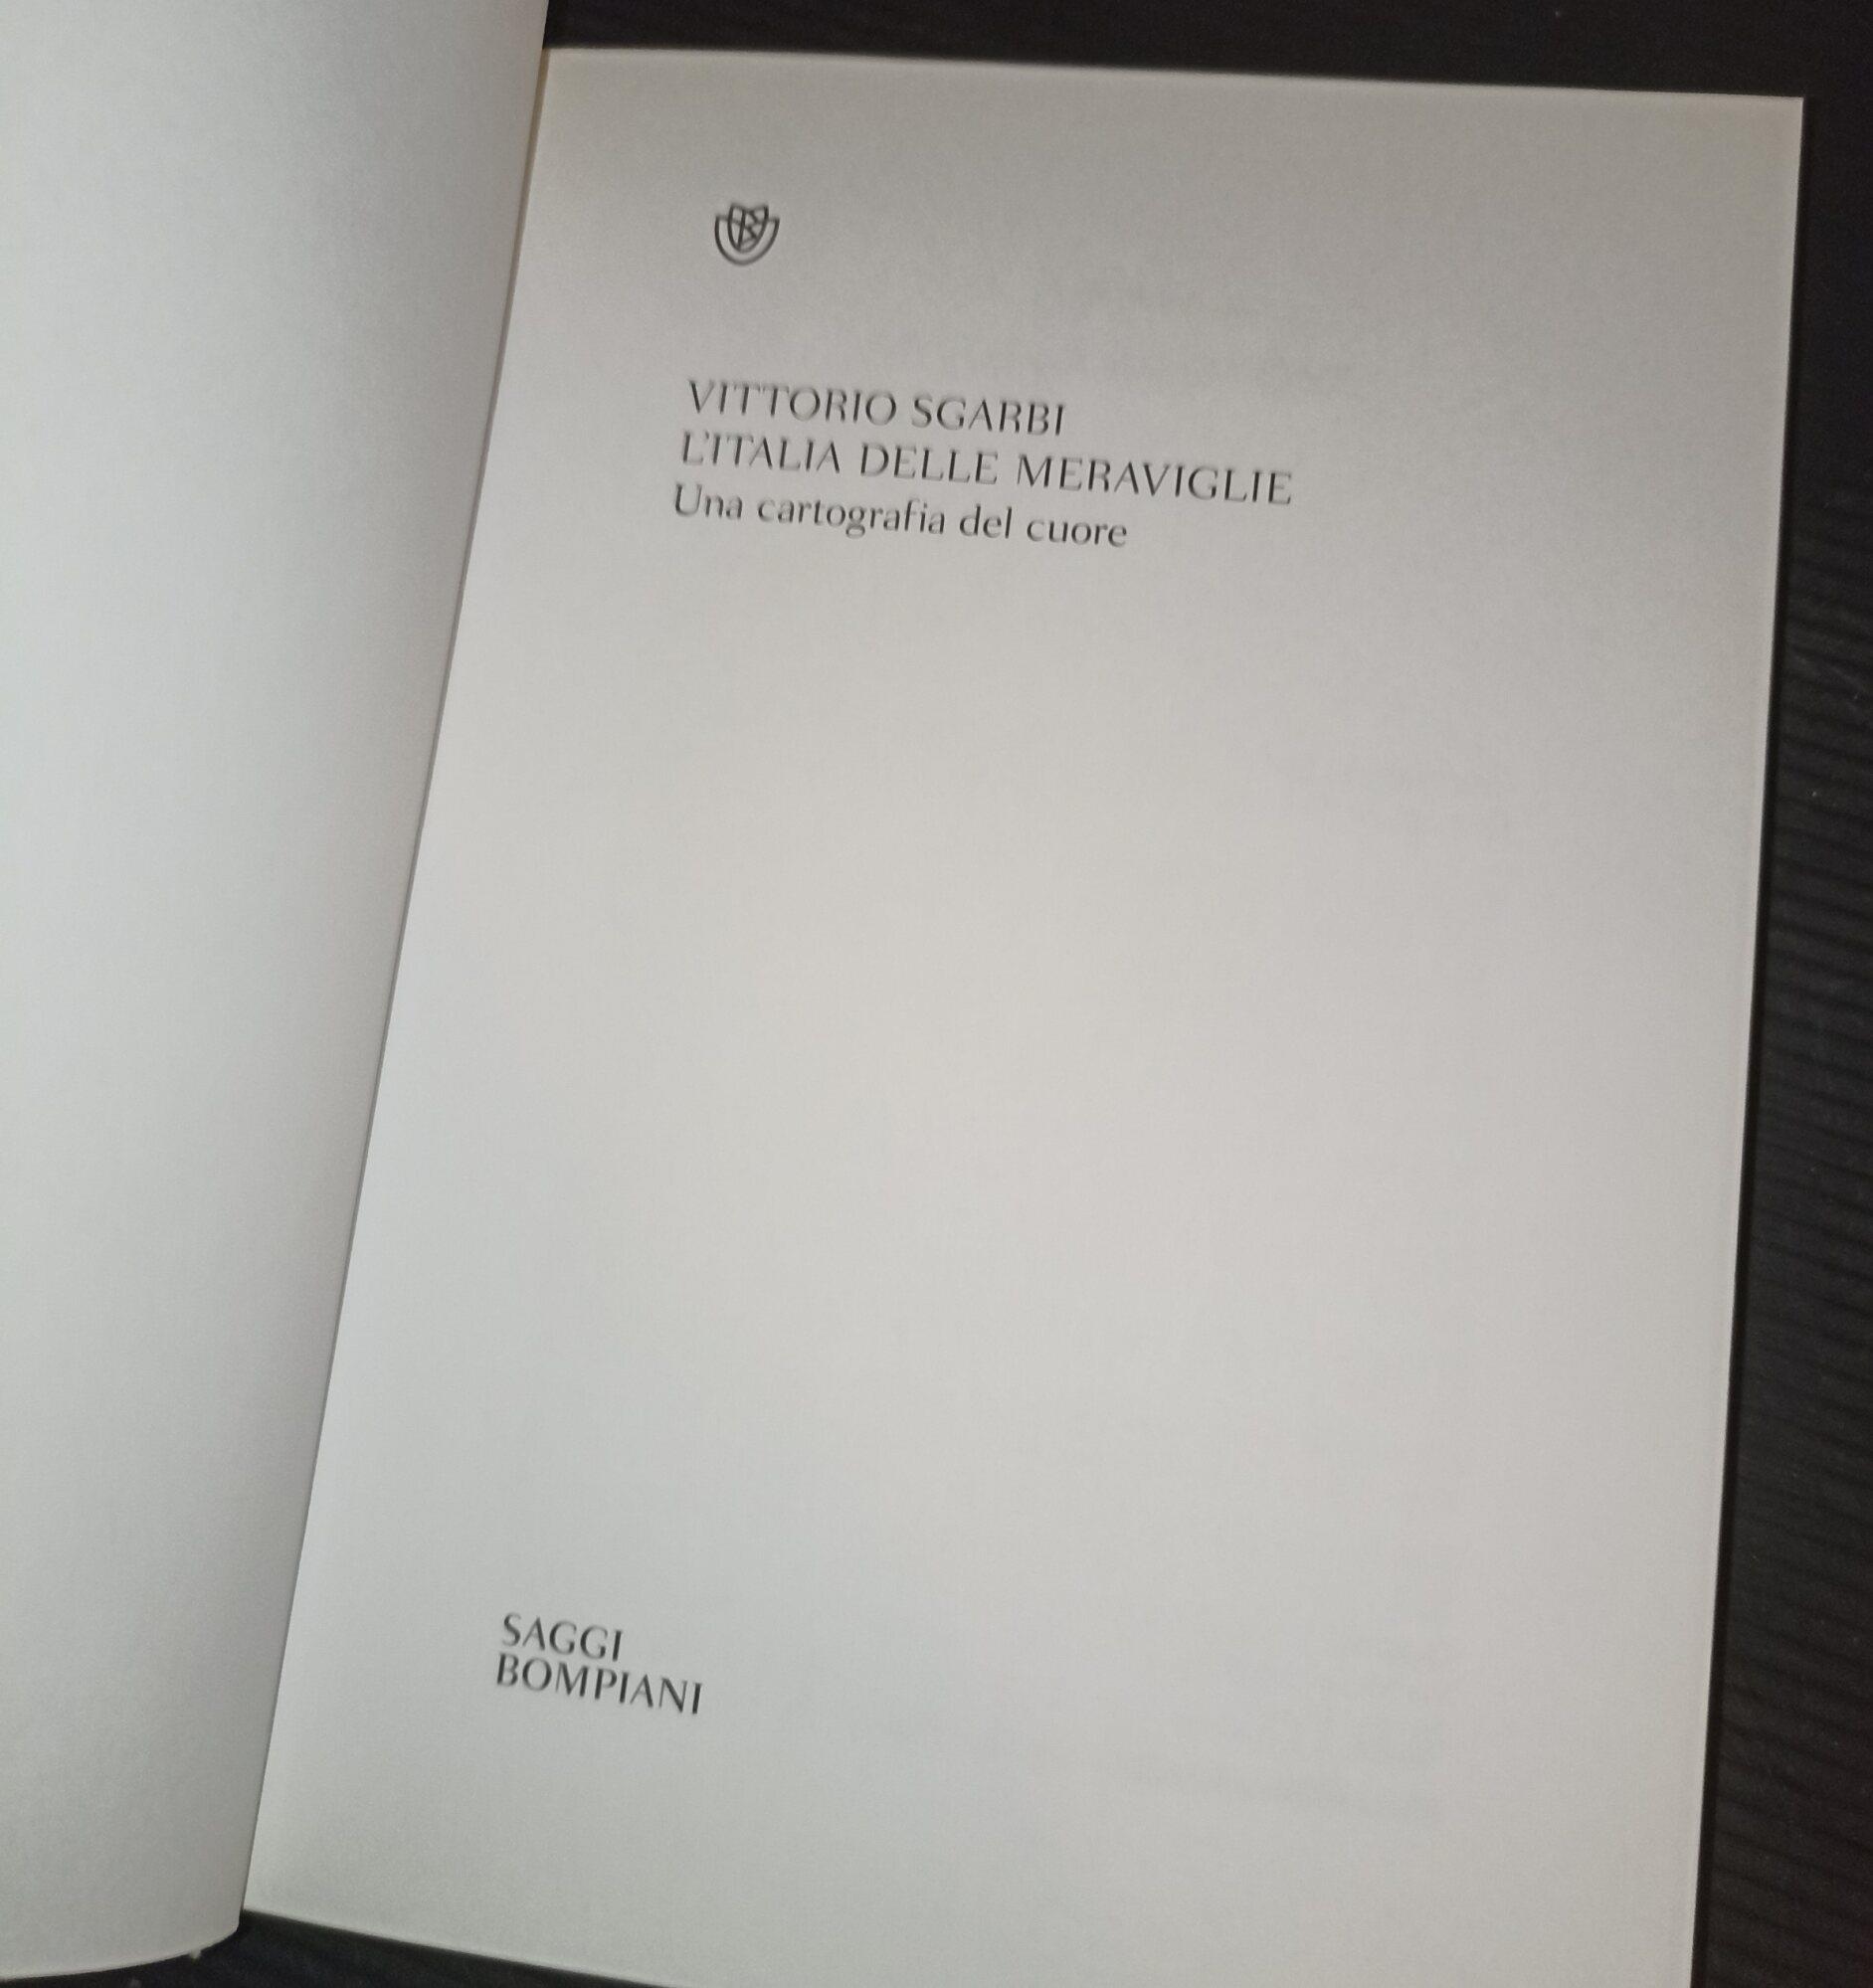 VITTORIO SGARBI
L'ITALIA DELLE MERAVIGLIE
Una cartografia del cuore
SAGGI
BOMPIANI